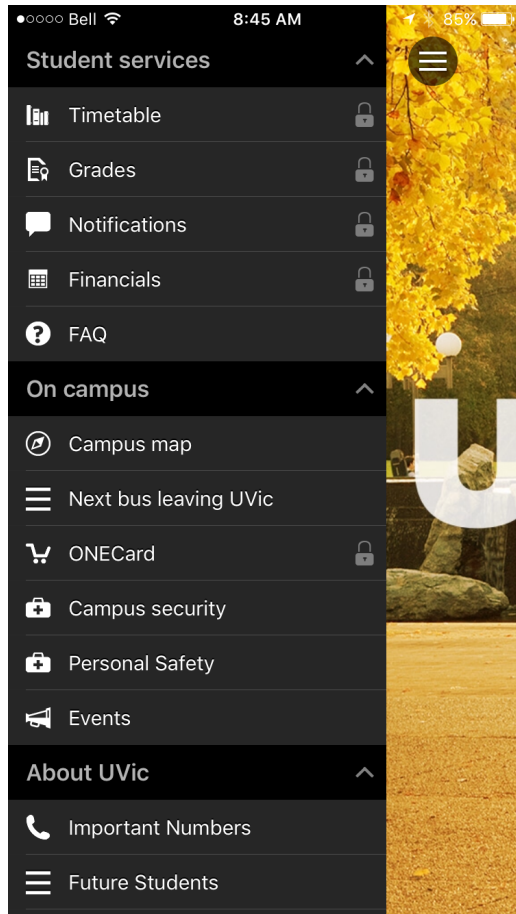 Bell 8:45 AM 85%
Student services
Timetable
Grades
Notifications
Financials
FAQ
On campus
Campus map
Next bus leaving UVic
ONECard
Campus security
Personal Safety
Events
About UVic
Important Numbers
Future Students
U